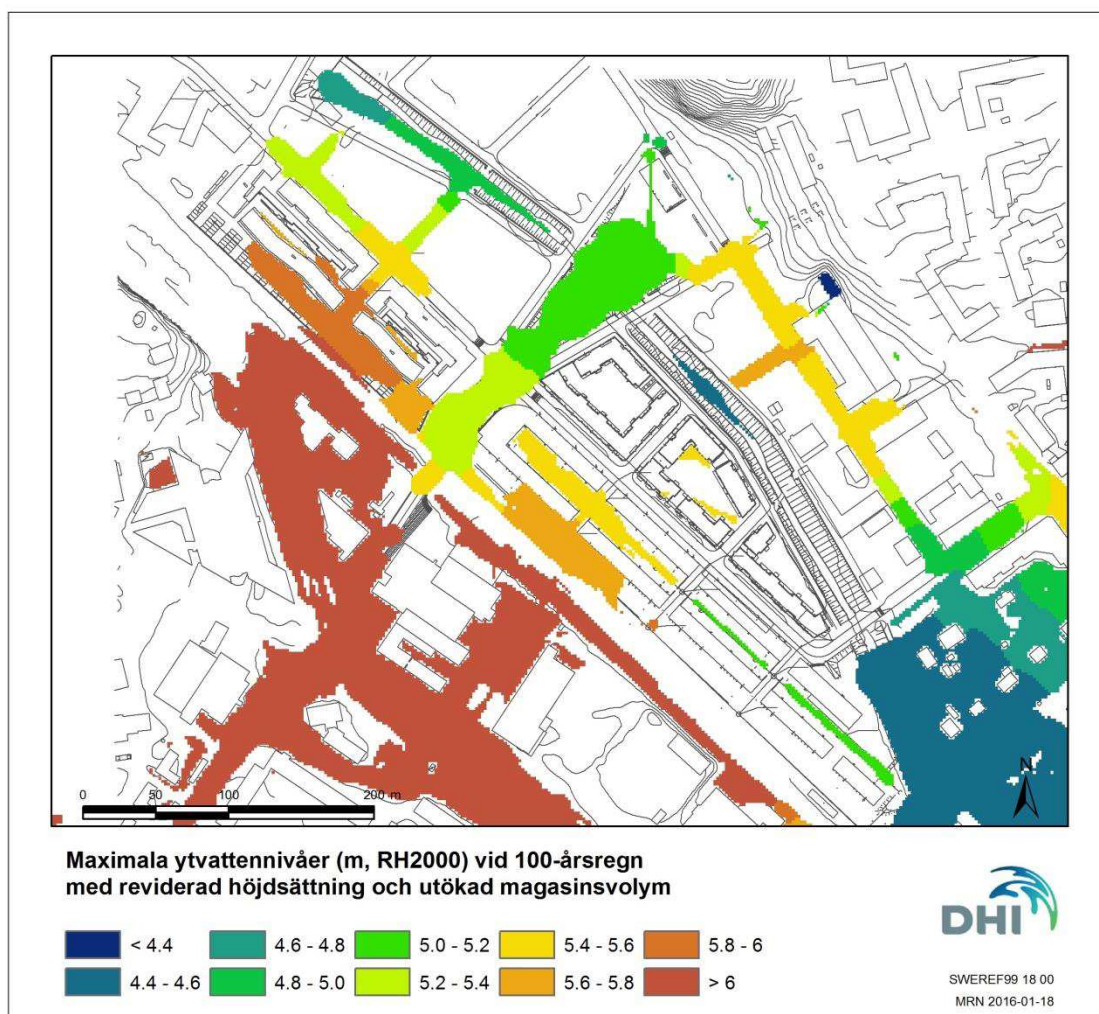 N
0 50 100 200 m
Maximala ytvattennivåer (m, RH2000) vid 100-årsregn
med reviderad höjdsättning och utökad magasinsvolym
< 4.4 4.6 - 4.8 5.0 - 5.2 5.4 - 5.6 5.8 - 6
4.4 - 4.6 4.8 - 5.0 5.2 - 5.4 5.6 - 5.8 > 6
DHI
SWEREF99 18 00
MRN 2016-01-18